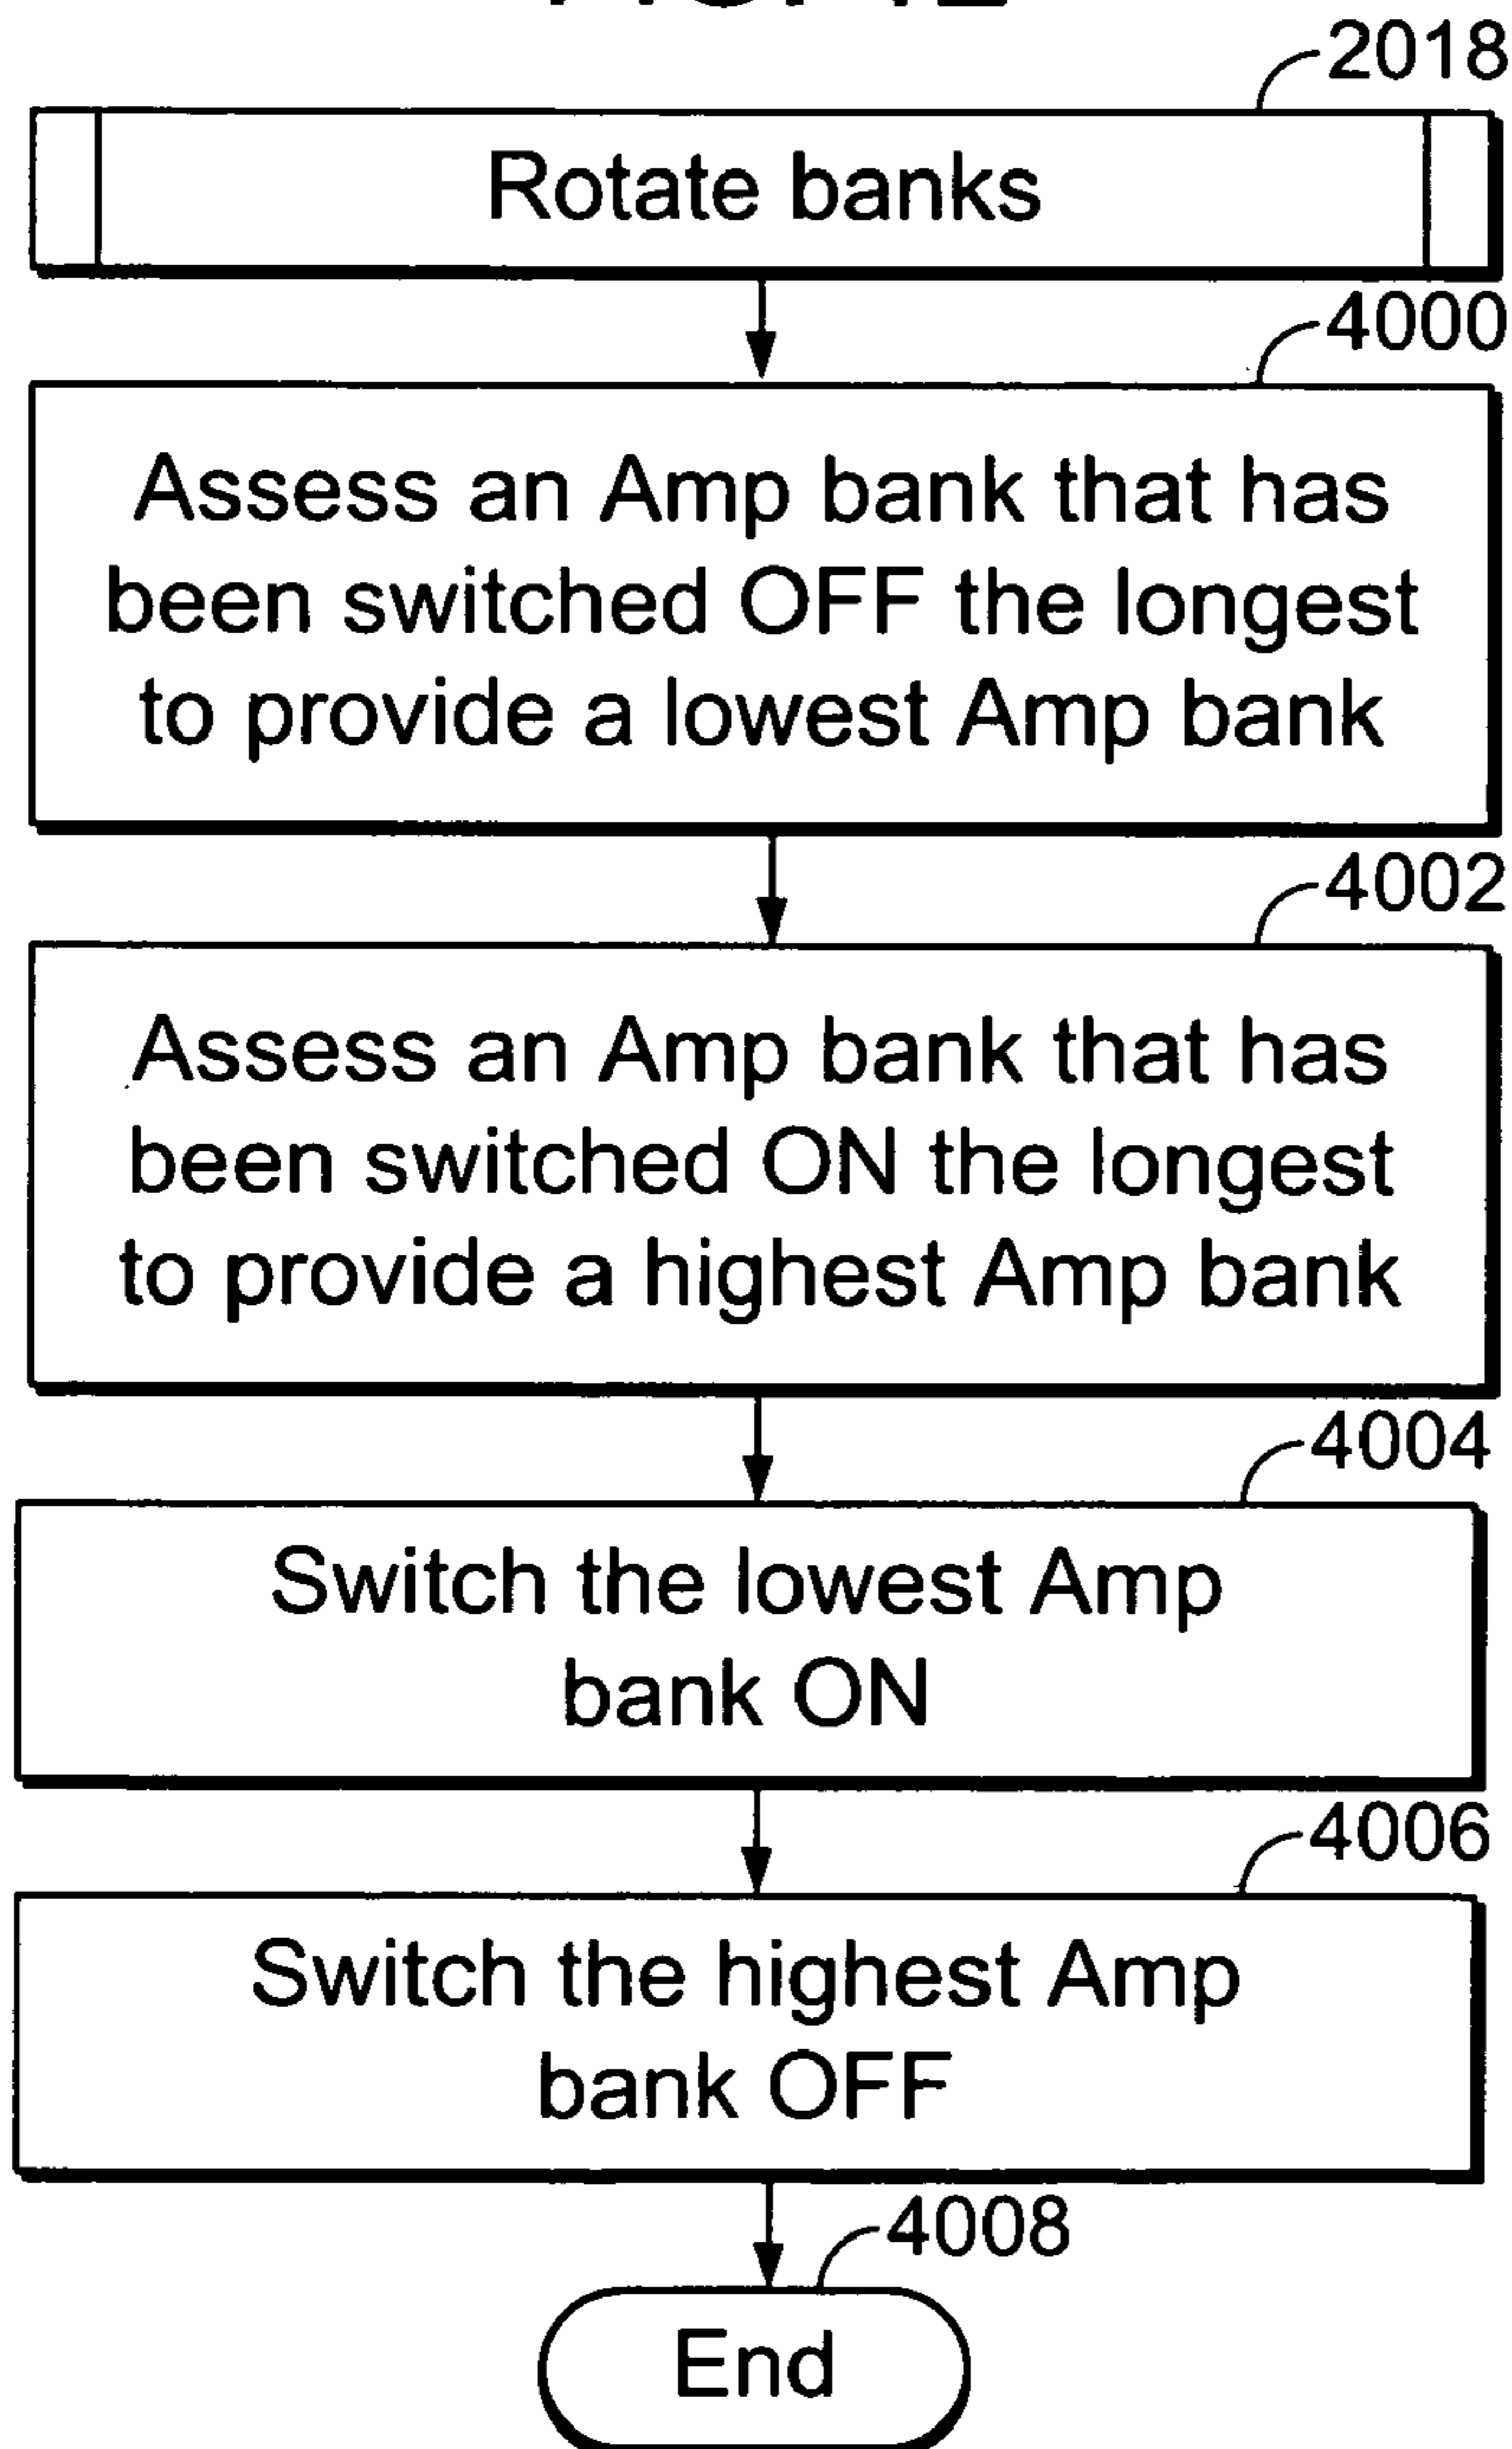 2018
Rotate banks
4000
Assess an Amp bank that has
been switched OFF the longest
to provide a lowest Amp bank
4002
Assess an Amp bank that has
been switched ON the longest
to provide a highest Amp bank
4004
Switch the lowest Amp
bank ON
4006
Switch the highest Amp
bank OFF
4008
End